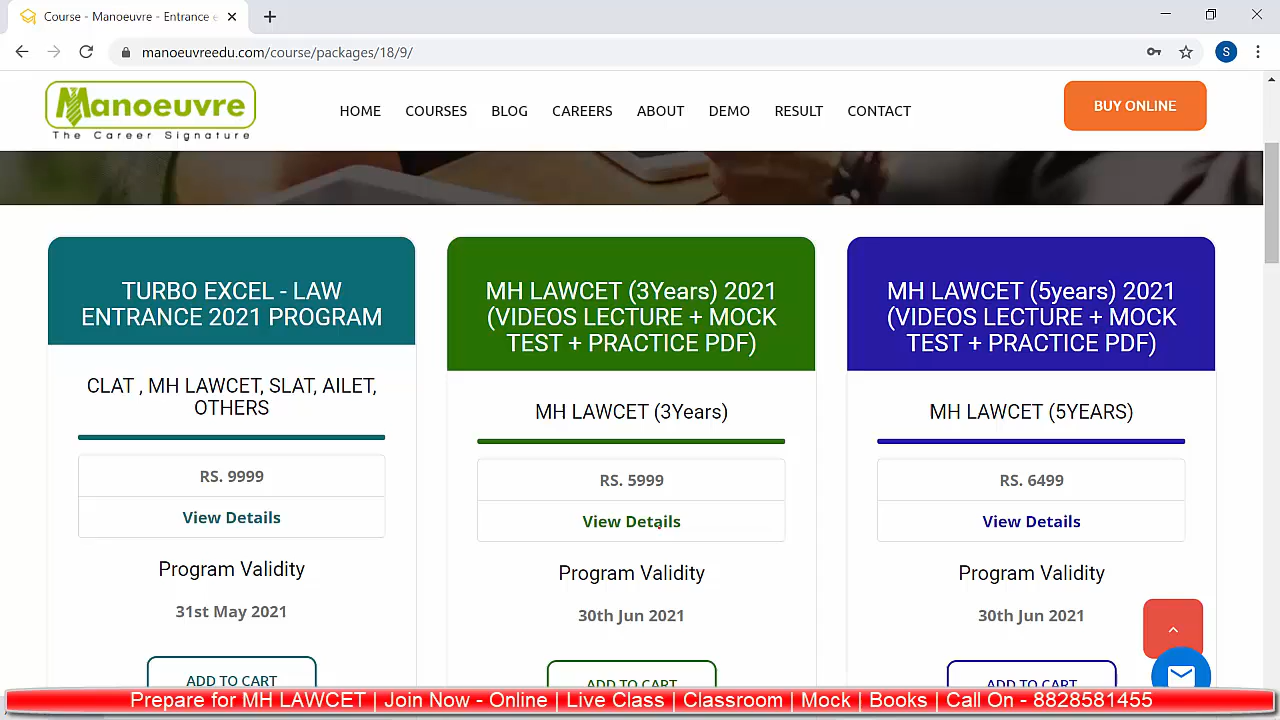 Course - Manoeuvre - Entrance e
manoeuvreedu.com/course/packages/18/9/
S
Manoeuvre
The Career Signature
HOME COURSES BLOG CAREERS ABOUT DEMO RESULT CONTACT
BUY ONLINE
TURBO EXCEL - LAW
ENTRANCE 2021 PROGRAM
CLAT , MH LAWCET, SLAT, AILET,
OTHERS
RS. 9999
View Details
Program Validity
31st May 2021
ADD TO CART
MH LAWCET (3Years) 2021
(VIDEOS LECTURE + MOCK
TEST + PRACTICE PDF)
MH LAWCET (3Years)
RS. 5999
View Details
Program Validity
30th Jun 2021
ADD TO CART
MH LAWCET (5years) 2021
(VIDEOS LECTURE + MOCK
TEST + PRACTICE PDF)
MH LAWCET (5YEARS)
RS. 6499
View Details
Program Validity
30th Jun 2021
ADD TO CART
Prepare for MH LAWCET | Join Now - Online | Live Class | Classroom | Mock | Books | Call On - 8828581455